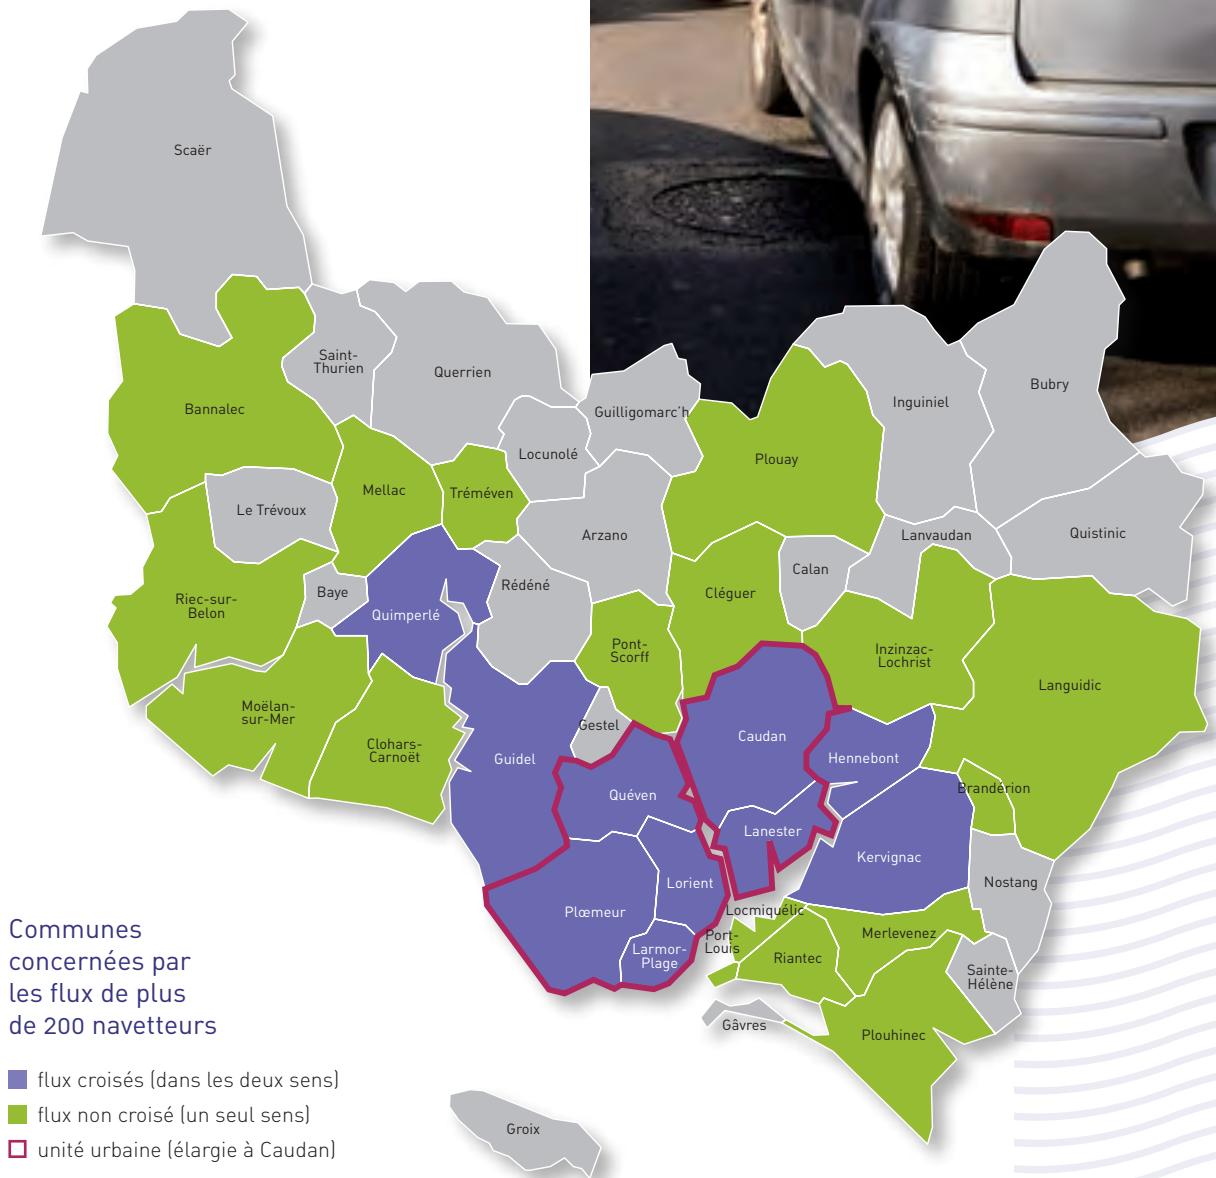 Scaër
Saint-
Thurien
Querrien
Bannalec
Guilligomarc'h
Inguiniel
Bubry
Locunolé
Plouay
Mellac
Tréméven
Le Trévoux
Arzano
Lanvaudan
Quistinic
Calan
Rédéné
Baye
Cléguer
Riec-sur-
Belon
Quimperlé
Pont-
Scorff
Inzinzac-
Lochrist
Languidic
Moëlan-
sur-Mer
Gestel
Caudan
Clohars-
Carnoët
Guidel
Hennebont
Brandérion
Quéven
Lanester
Kervignac
Lorient
Nostang
Plœmeur
Locmiquélic
Port-
Louis
Merlevenez
Larmor-
Plage
Riantec
Sainte-
Hélène
Gâvres
Plouhinec
Groix
Communes
concernées par
les flux de plus
de 200 navetteurs
flux croisés (dans les deux sens)
flux non croisé (un seul sens)
unité urbaine (élargie à Caudan)